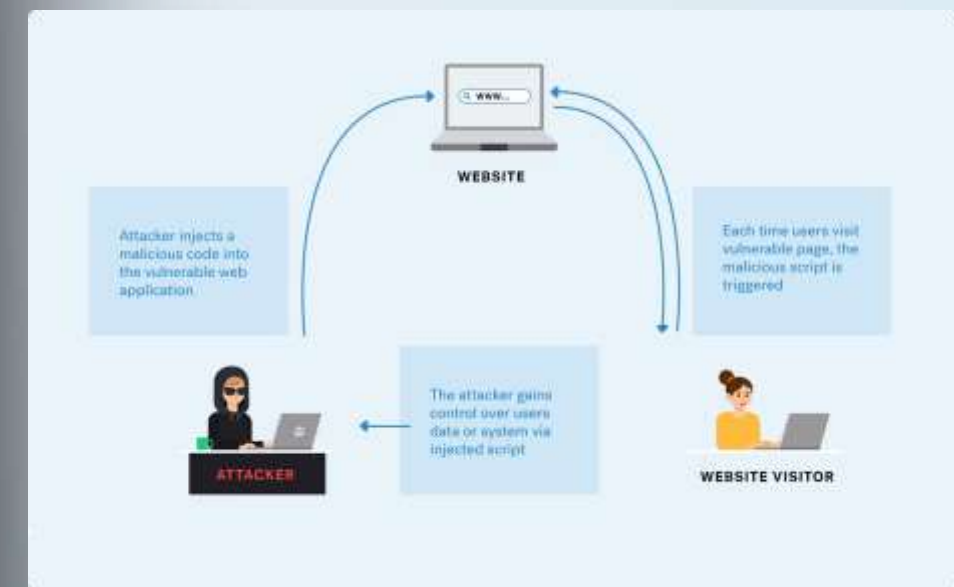 www...
WEBSITE
Attacker injects a
malicious code into
the vulnerable web
application
Each time users visit
vulnerable page, the
malicious script is
triggered
The attacker gains
control over users
data or system via
injected script
ATTACKER
WEBSITE VISITOR